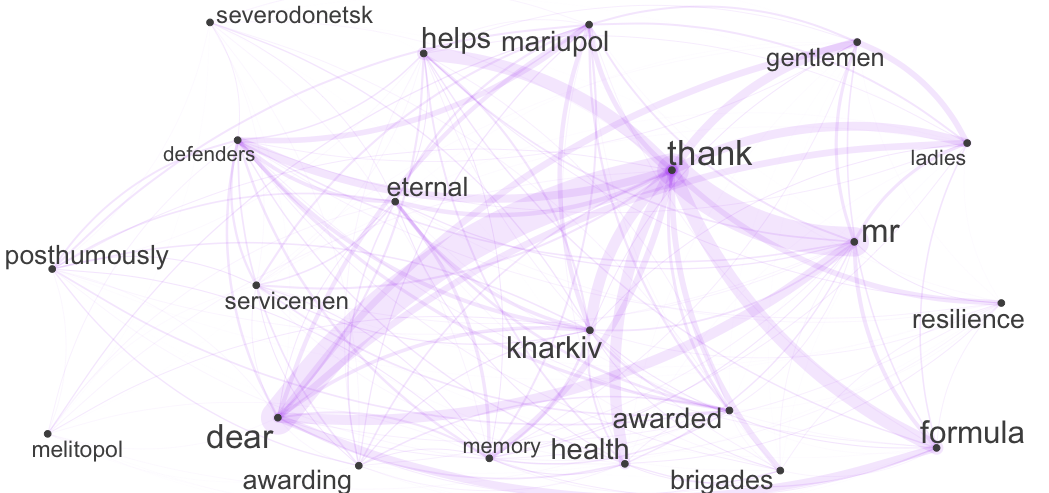 severodonetsk
helps
mariupol
gentlemen
defenders
thank
ladies
eternal
posthumously
mr
servicemen
resilience
kharkiv
dear
awarded
formula
melitopol
memory
health
awarding
brigades